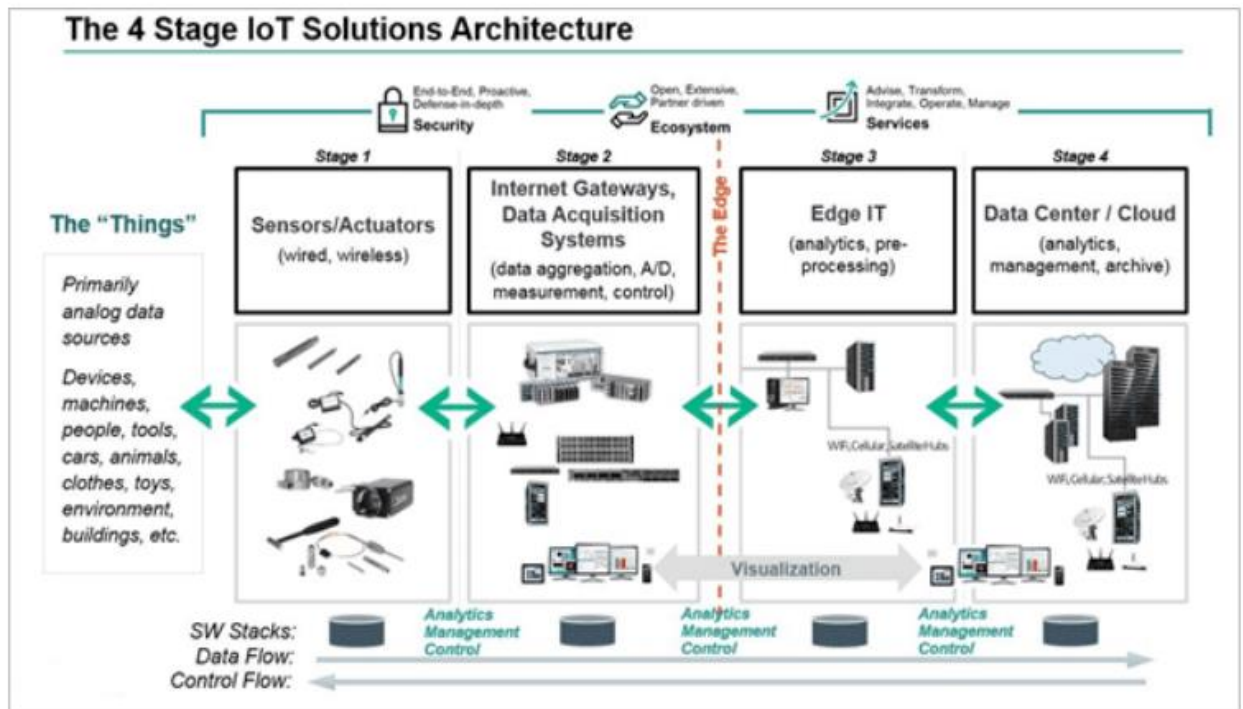 The 4 Stage IoT Solutions Architecture
End-to-End, Proactive,
Defense-in-depth
Security
Open, Extensive,
Partner driven
Ecosystem
Advise, Transform,
Integrate, Operate, Manage
Services
Stage 1
Stage 2
Stage 3
Stage 4
The "Things"
Primarily
analog data
sources
Devices,
machines,
people, tools,
cars, animals,
clothes, toys,
environment,
buildings, etc.
Sensors/Actuators
(wired, wireless)
Internet Gateways,
Data Acquisition
Systems
(data aggregation, A/D,
measurement, control)
The Edge
Edge IT
(analytics, pre-
processing)
Data Center / Cloud
(analytics,
management, archive)
WiFi, Cellular, Satellite Hubs
WiFi, Cellular, Satellite Hubs
Visualization
SW Stacks:
Analytics
Management
Control
Analytics
Management
Control
Analytics
Management
Control
Data Flow:
Control Flow: